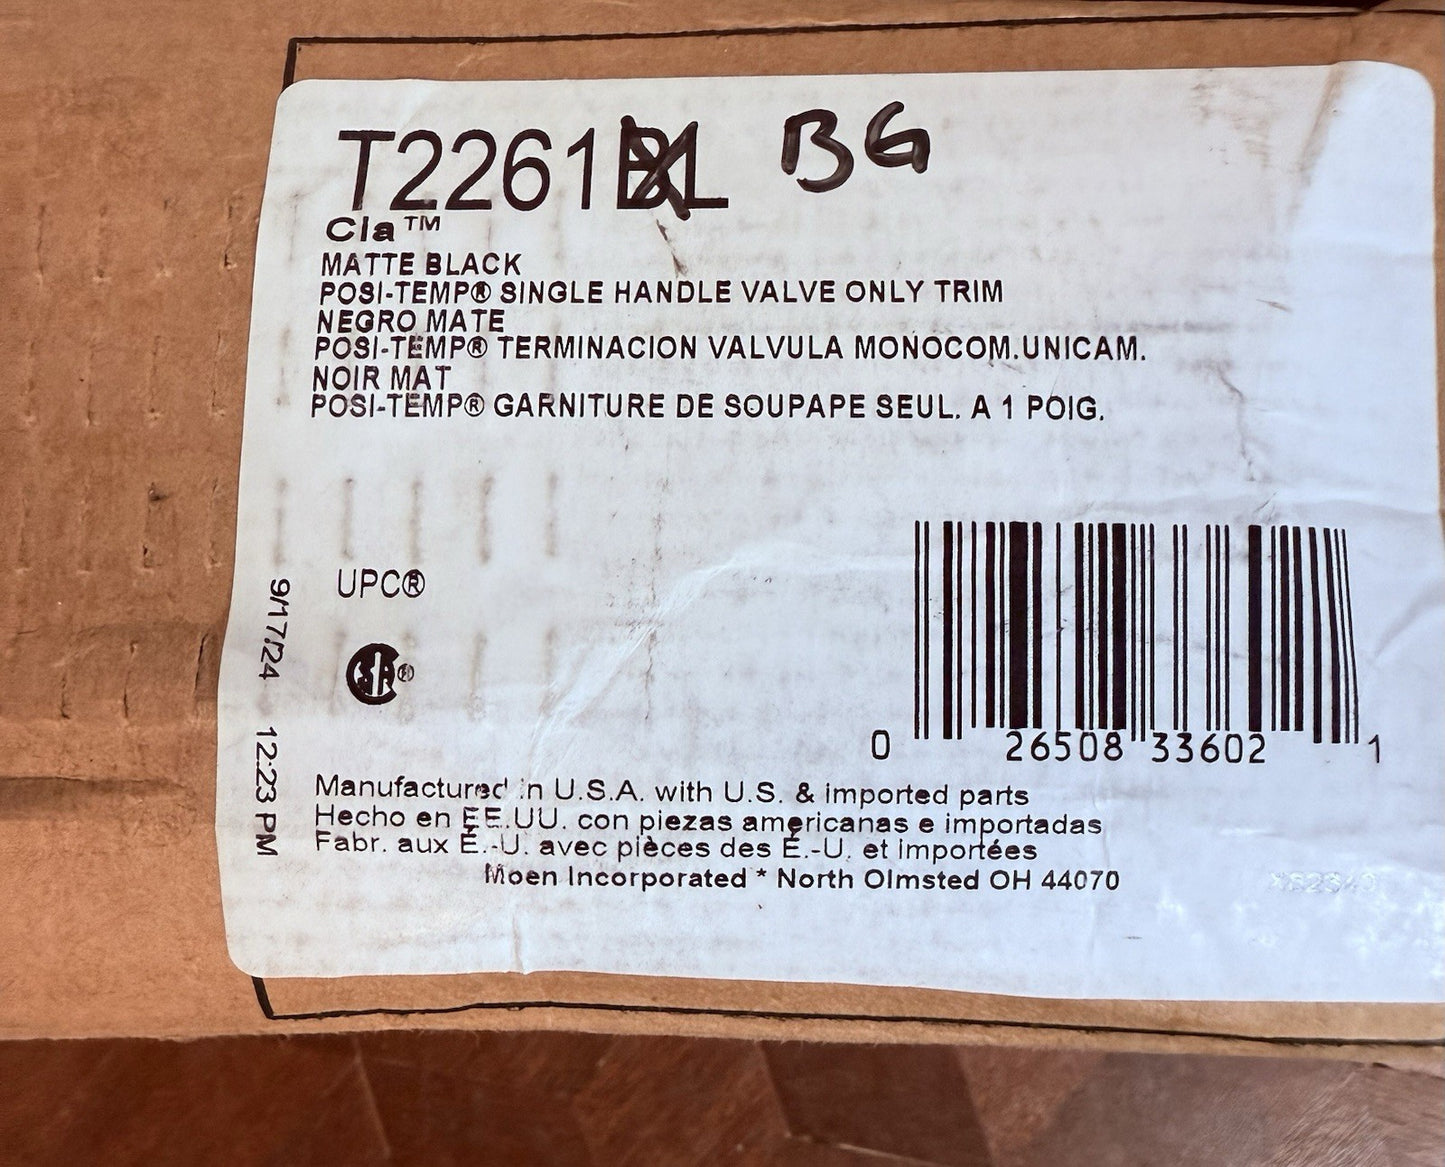 T2261BL BG
Cia™
MATTE BLACK
POSI-TEMP® SINGLE HANDLE VALVE ONLY TRIM
NEGRO MATE
POSI-TEMP® TERMINACION VALVULA MONOCOM.UNICAM.
NOIR MAT
POSI-TEMP® GARNITURE DE SOUPAPE SEUL. A 1 POIG.
UPC®
9/17/24 12:23 PM
0 26508 33602 1
Manufactured in U.S.A. with U.S. & imported parts
Hecho en EE.UU. con piezas americanas e importadas
Fabr. aux É.-U. avec pièces des É.-U. et importées
Moen Incorporated * North Olmsted OH 44070